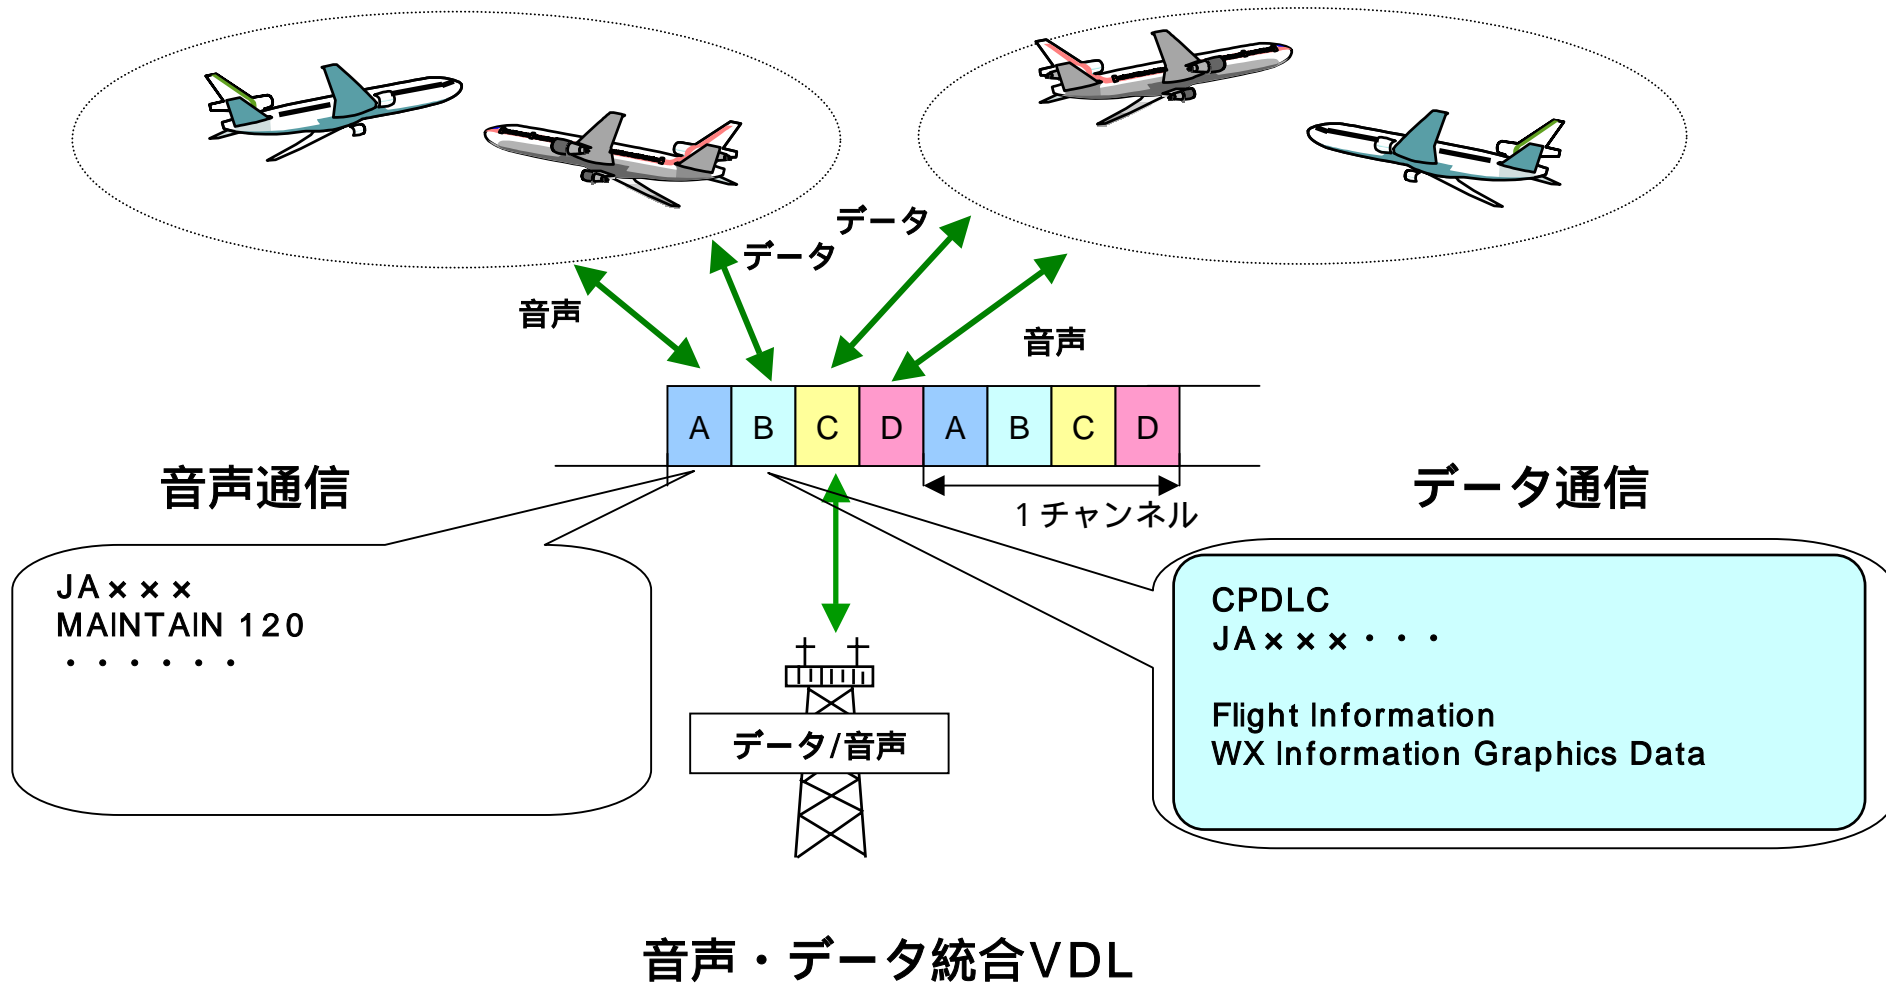 データ
データ
音声
音声
A B C D A B C D
音声通信
データ通信
1チャンネル
JA×××
MAINTAIN 120
・・・・・・
CPDLC
JA×××・・・
Flight Information
WX Information Graphics Data
データ/音声
音声・データ統合VDL